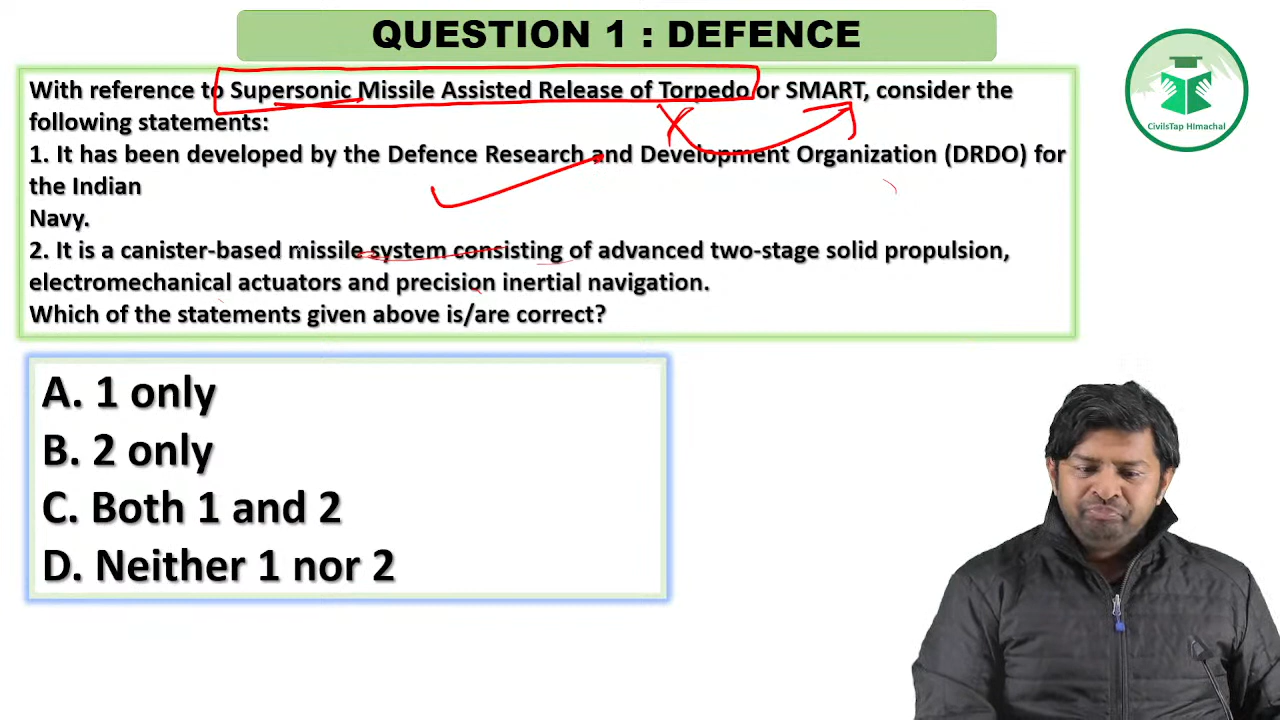 QUESTION 1 : DEFENCE
With reference to Supersonic Missile Assisted Release of Torpedo or SMART, consider the
following statements:
1. It has been developed by the Defence Research and Development Organization (DRDO) for
the Indian
Navy.
2. It is a canister-based missile system consisting of advanced two-stage solid propulsion,
electromechanical actuators and precision inertial navigation.
Which of the statements given above is/are correct?
A. 1 only
B. 2 only
C. Both 1 and 2
D. Neither 1 nor 2
CivilsTap HImachal